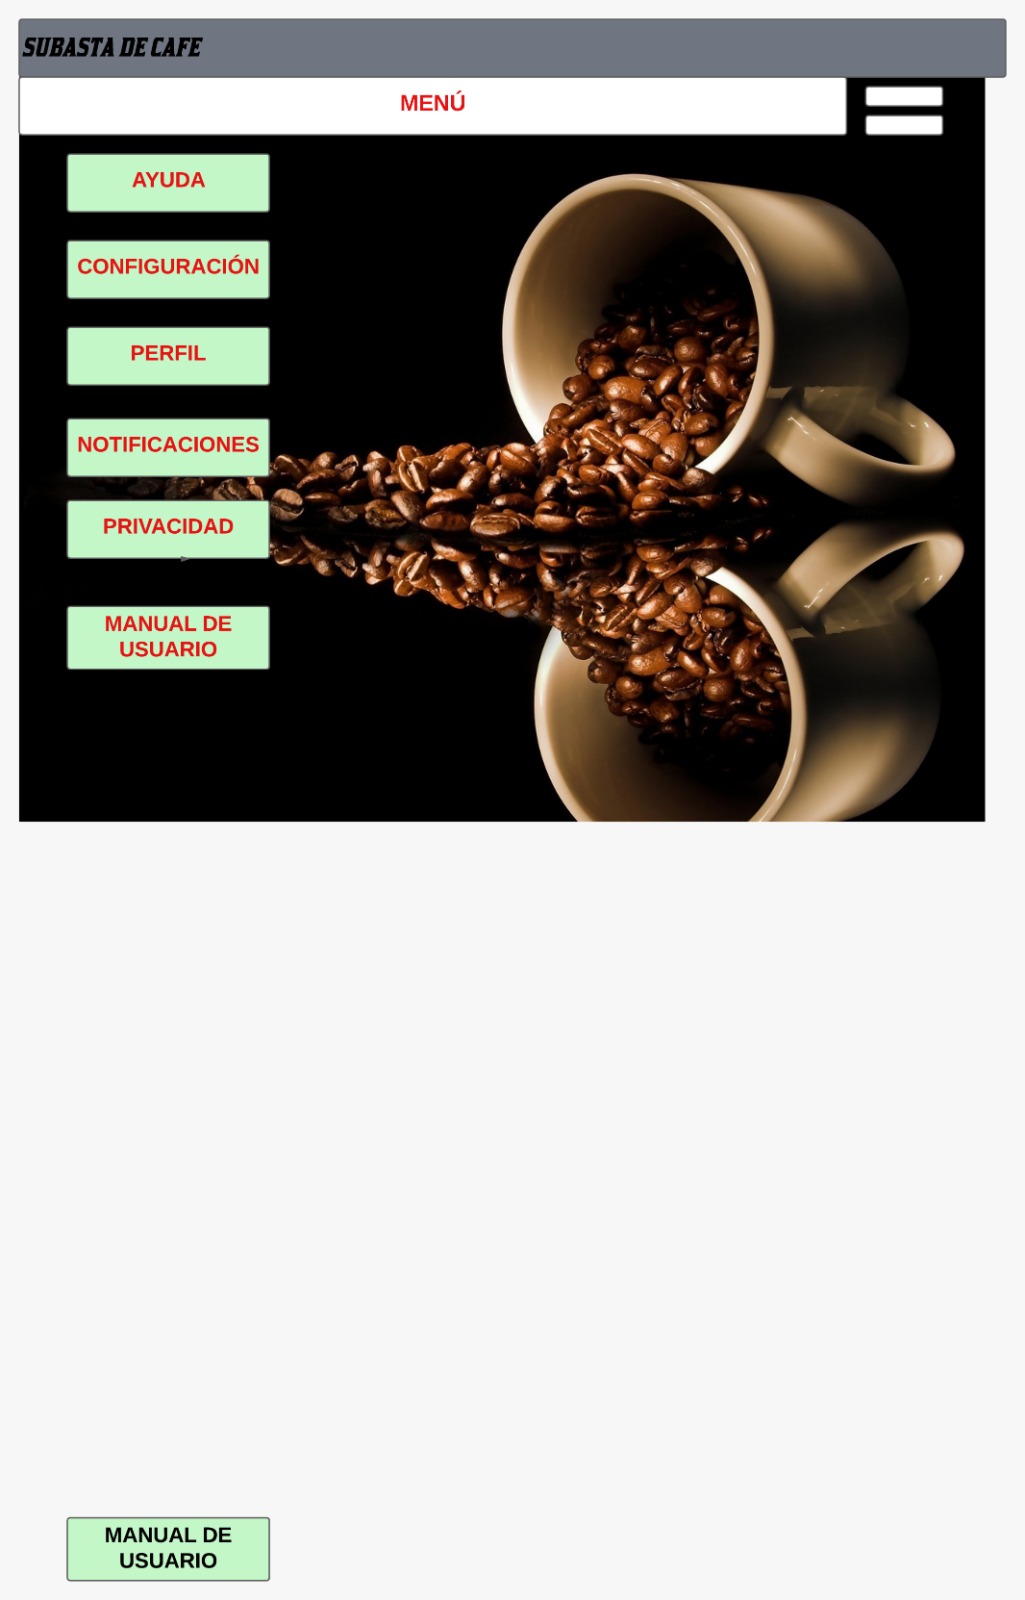 SUBASTA DE CAFE
MENÚ
AYUDA
CONFIGURACIÓN
PERFIL
NOTIFICACIONES
PRIVACIDAD
MANUAL DE
USUARIO
MANUAL DE
USUARIO